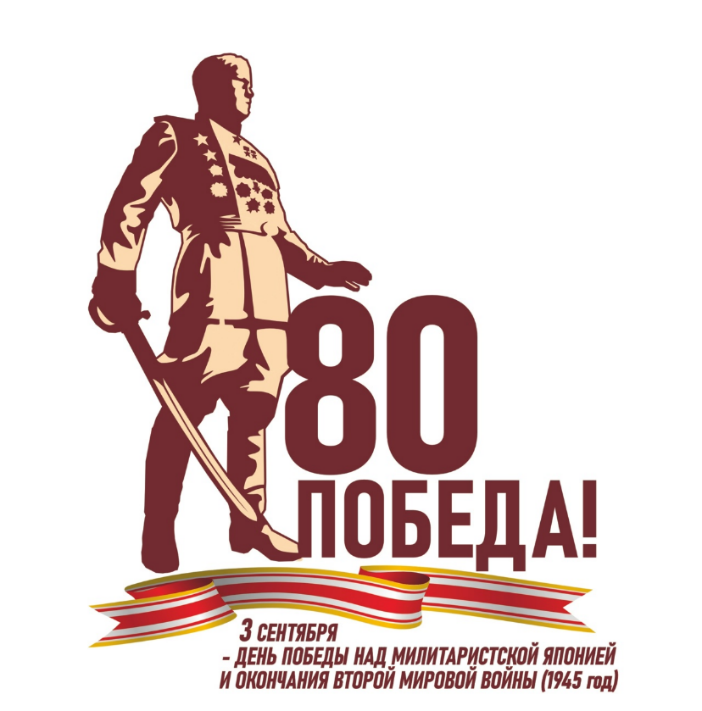 80
ПОБЕДА!
3 СЕНТЯБРЯ
- ДЕНЬ ПОБЕДЫ НАД МИЛИТАРИСТСКОЙ ЯПОНИЕЙ
И ОКОНЧАНИЯ ВТОРОЙ МИРОВОЙ ВОЙНЫ (1945 год)